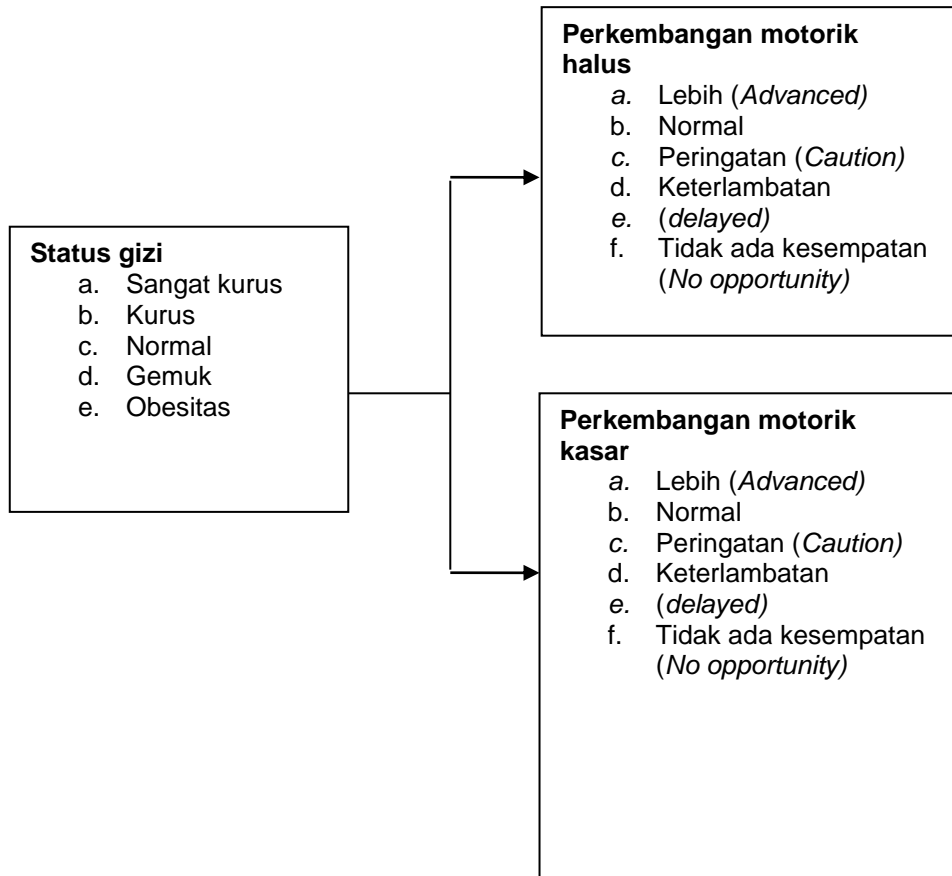 Perkembangan motorik
halus
a. Lebih (Advanced)
b. Normal
c. Peringatan (Caution)
d. Keterlambatan
e. (delayed)
f. Tidak ada kesempatan
(No opportunity)
Status gizi
a. Sangat kurus
b. Kurus
c. Normal
d. Gemuk
e. Obesitas
Perkembangan motorik
kasar
a. Lebih (Advanced)
b. Normal
c. Peringatan (Caution)
d. Keterlambatan
e. (delayed)
f. Tidak ada kesempatan
(No opportunity)